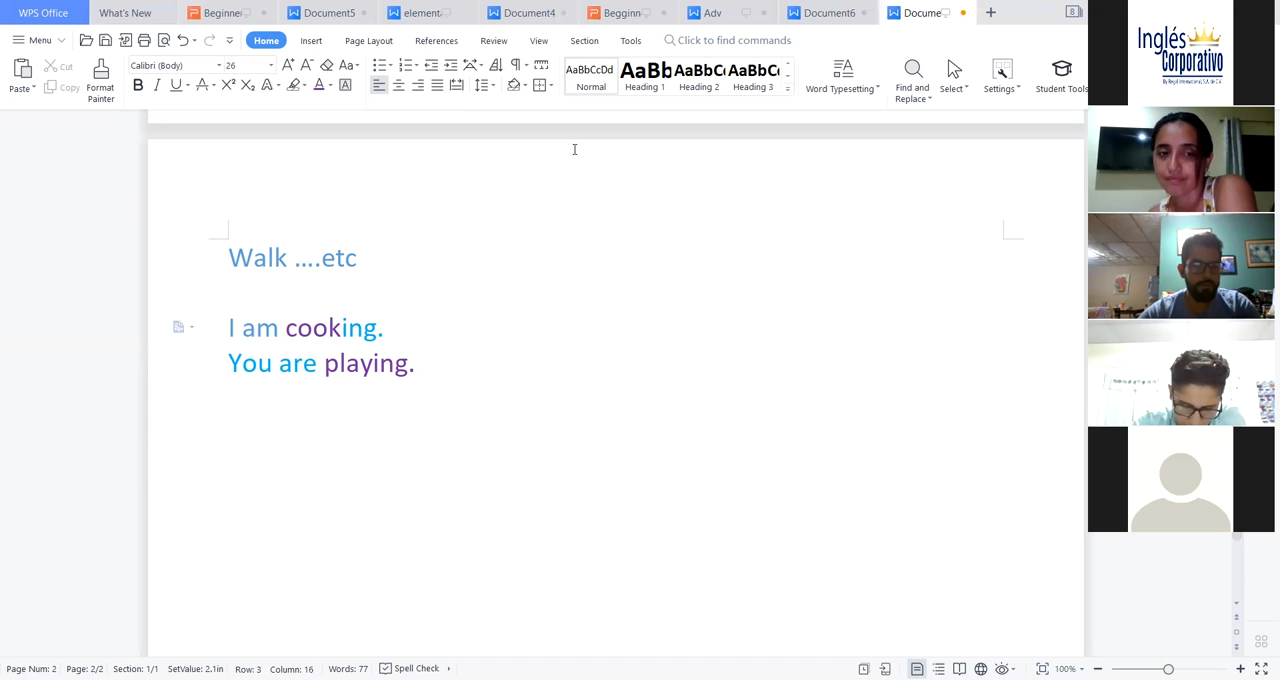 WPS Office
What's New
Beginner
Document5
element
Document4
Begginn
Adv
Document6
Docume
Menu
Home
Insert
Page Layout
References
Review
View
Section
Tools
Click to find commands
Paste
Cut
Copy
Format Painter
Calibri (Body)
26
AaBbCcDd
Normal
AaBb
Heading 1
AaBbC
Heading 2
AaBbC
Heading 3
Word Typesetting
Find and Replace
Select
Settings
Student Tools
Inglés
Corporativo
Walk ….etc
I am cooking.
You are playing.
Page Num: 2
Page: 2/2
Section: 1/1
SetValue: 2.1in
Row: 3
Column: 16
Words: 77
Spell Check
100%